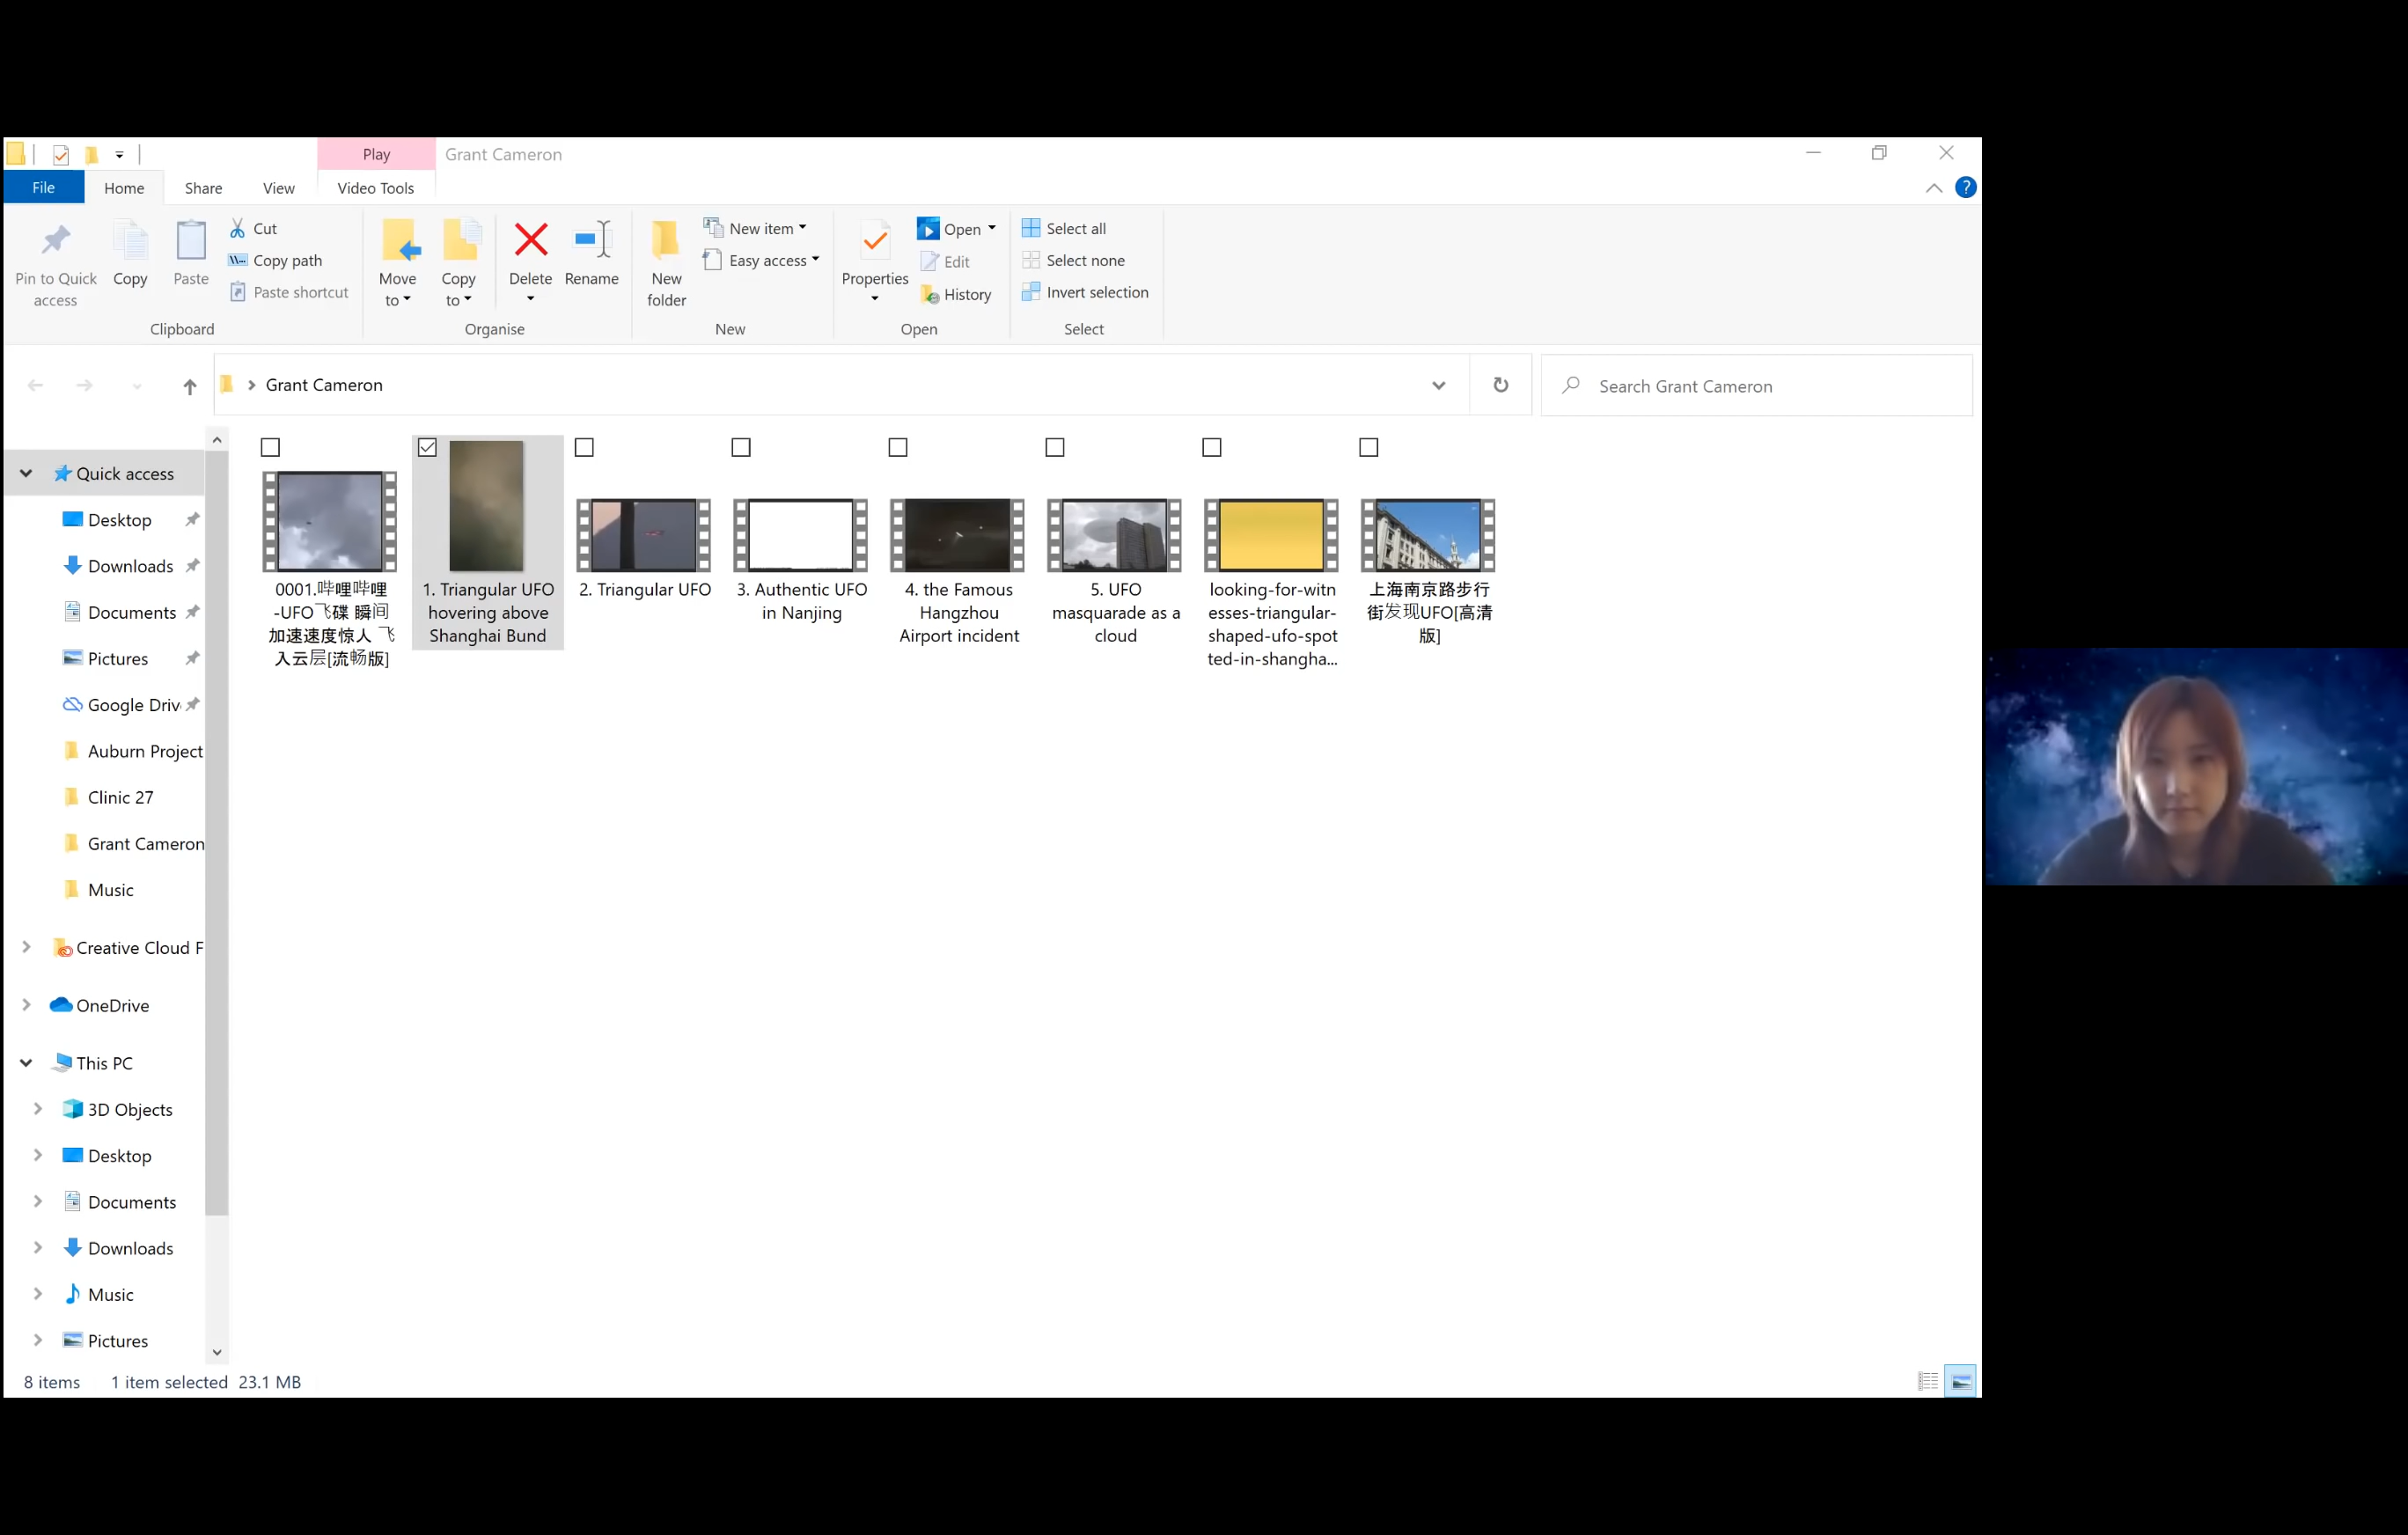 Play
Grant Cameron
File
Home
Share
View
Video Tools
Pin to Quick
access
Copy
Paste
Cut
Copy path
Paste shortcut
Clipboard
Move
to
Copy
to
Delete
Rename
Organise
New
folder
New item
Easy access
New
Properties
Open
Edit
History
Open
Select all
Select none
Invert selection
Select
Grant Cameron
Search Grant Cameron
Quick access
Desktop
Downloads
Documents
Pictures
Google Driv
Auburn Project
Clinic 27
Grant Cameron
Music
Creative Cloud F
OneDrive
This PC
3D Objects
Desktop
Documents
Downloads
Music
Pictures
0001.哔哩哔哩
-UFO飞碟 瞬间
加速速度惊人 飞
入云层[流畅版]
1. Triangular UFO
hovering above
Shanghai Bund
2. Triangular UFO
3. Authentic UFO
in Nanjing
4. the Famous
Hangzhou
Airport incident
5. UFO
masquarade as a
cloud
looking-for-witn
esses-triangular-
shaped-ufo-spot
ted-in-shangha...
上海南京路步行
街发现UFO[高清
版]
8 items
1 item selected 23.1 MB